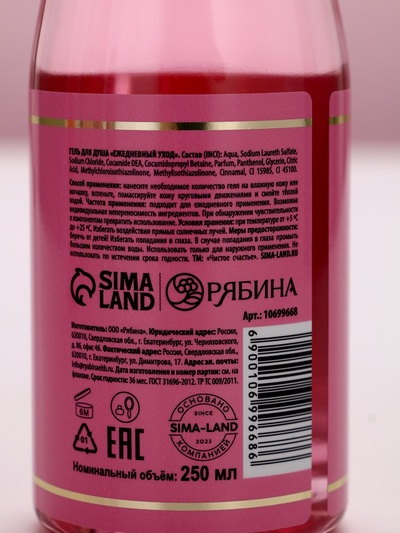 ГЕЛЬ ДЛЯ ДУША «ЕЖЕДНЕВНЫЙ УХОД». Состав (INCI): Aqua, Sodium Laureth Sulfate,
Sodium Chloride, Cocamide DEA, Cocamidopropyl Betaine, Parfum, Panthenol, Glycerin, Citric
Acid, Methylchloroisothiazolinone, Methylisothiazolinone, Cinnamal, CI 15985, CI 45100.
Способ применения: нанесите необходимое количество геля на влажную кожу или
мочалку, вспеньте, помассируйте кожу круговыми движениями и смойте тёплой
водой. Частота применения: подходит для ежедневного применения. Возможна
индивидуальная непереносимость ингредиентов. При обнаружении чувствительности
к компонентам прекратить использование. Условия хранения: при температуре от +5 °C
до +25 °C. Избегать воздействия прямых солнечных лучей. Меры предосторожности:
беречь от детей! Избегать попадания в глаза. В случае попадания в глаза промыть
большим количеством воды. Использовать только для наружного применения. Не
использовать по истечении срока годности. ТМ: «Чистое счастье». SIMA-LAND.RU
SIMA
LAND
РЯБИНА
Арт.: 10699668
Изготовитель: ООО «Рябина». Юридический адрес: Россия,
620010, Свердловская обл., г. Екатеринбург, ул. Черняховского,
д. 86, офис 46. Фактический адрес: Россия, Свердловская обл.,
620010, г. Екатеринбург, ул. Димитрова, 17. Адрес эл. почты:
info@ryabinaekb.ru. Дата изготовления и номер партии: см. на
флаконе. Срок годности: 36 мес. ГОСТ 31696-2012. ТР ТС 009/2011.
6 900106 996686
6M
01
EAC
ОСНОВАНО
SINCE
SIMA-LAND
2023
КОМПАНИЕЙ
Номинальный объём: 250 мл